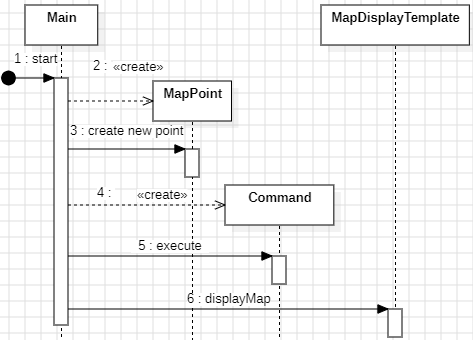 Main
MapDisplayTemplate
1 : start
2 : «create»
MapPoint
3 : create new point
4 : «create»
Command
5 : execute
6 : displayMap